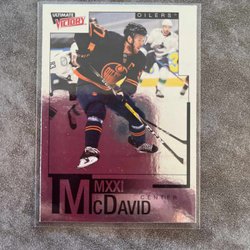 ULTIMATE
VICTORY
OILERS
MXXI
MCDAVID
CENTER